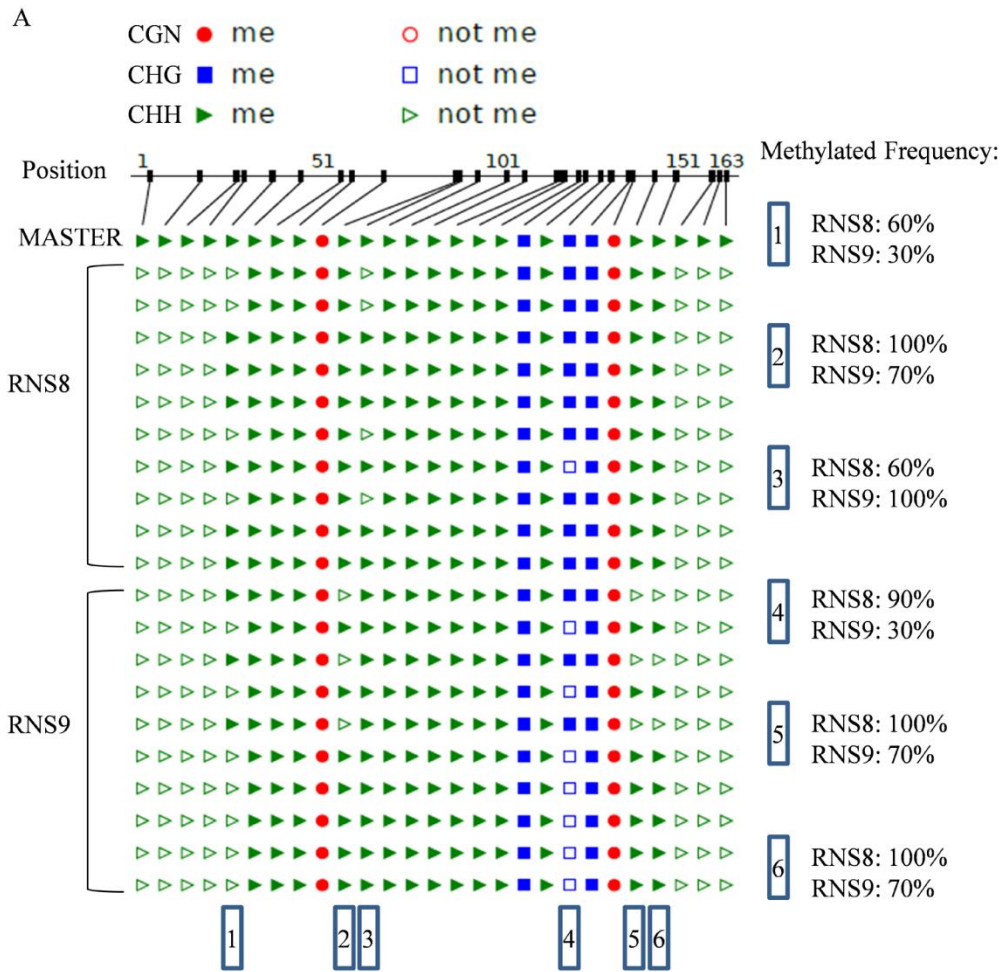 A
CGN me not me
CHG me not me
CHH me not me
Position 1 51 101 151 163
Methylated Frequency:
MASTER
1 RNS8: 60%
RNS9: 30%
2 RNS8: 100%
RNS9: 70%
RNS8
3 RNS8: 60%
RNS9: 100%
4 RNS8: 90%
RNS9: 30%
RNS9
5 RNS8: 100%
RNS9: 70%
6 RNS8: 100%
RNS9: 70%
1 2 3 4 5 6